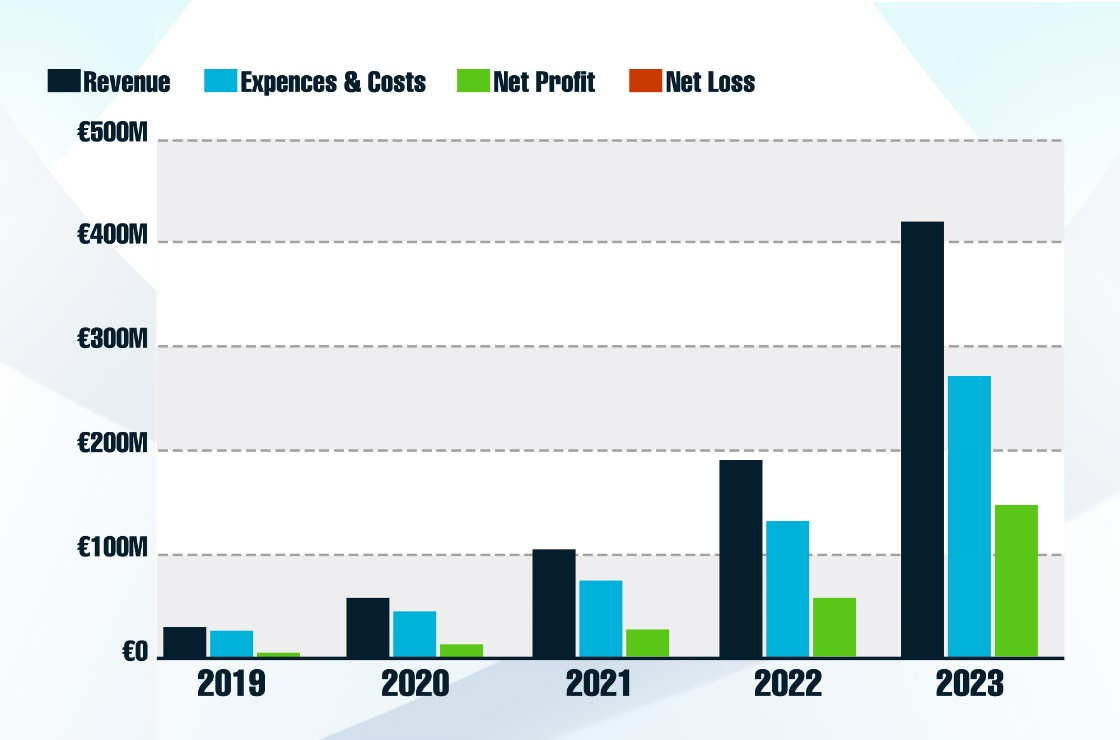 Revenue Expences & Costs Net Profit Net Loss
€500M
€400M
€300M
€200M
€100M
€0
2019 2020 2021 2022 2023